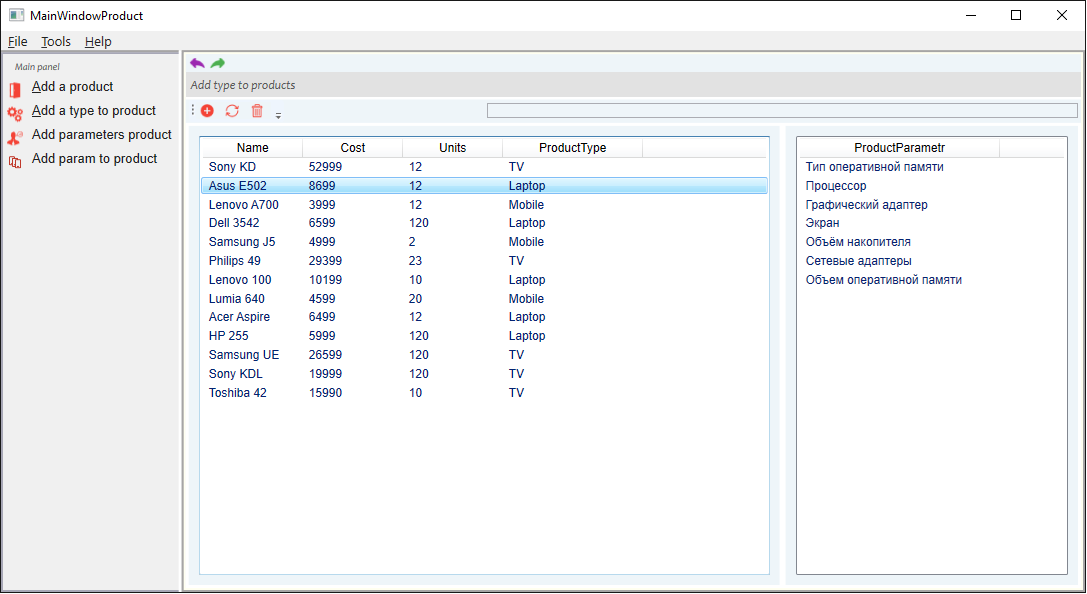 MainWindowProduct
File Tools Help
Main panel
Add a product
Add a type to product
Add parameters product
Add param to product
Add type to products
Name Cost Units ProductType
Sony KD 52999 12 TV
Asus E502 8699 12 Laptop
Lenovo A700 3999 12 Mobile
Dell 3542 6599 120 Laptop
Samsung J5 4999 2 Mobile
Philips 49 29399 23 TV
Lenovo 100 10199 10 Laptop
Lumia 640 4599 20 Mobile
Acer Aspire 6499 12 Laptop
HP 255 5999 120 Laptop
Samsung UE 26599 120 TV
Sony KDL 19999 120 TV
Toshiba 42 15990 10 TV
ProductParametr
Тип оперативной памяти
Процессор
Графический адаптер
Экран
Объём накопителя
Сетевые адаптеры
Объем оперативной памяти